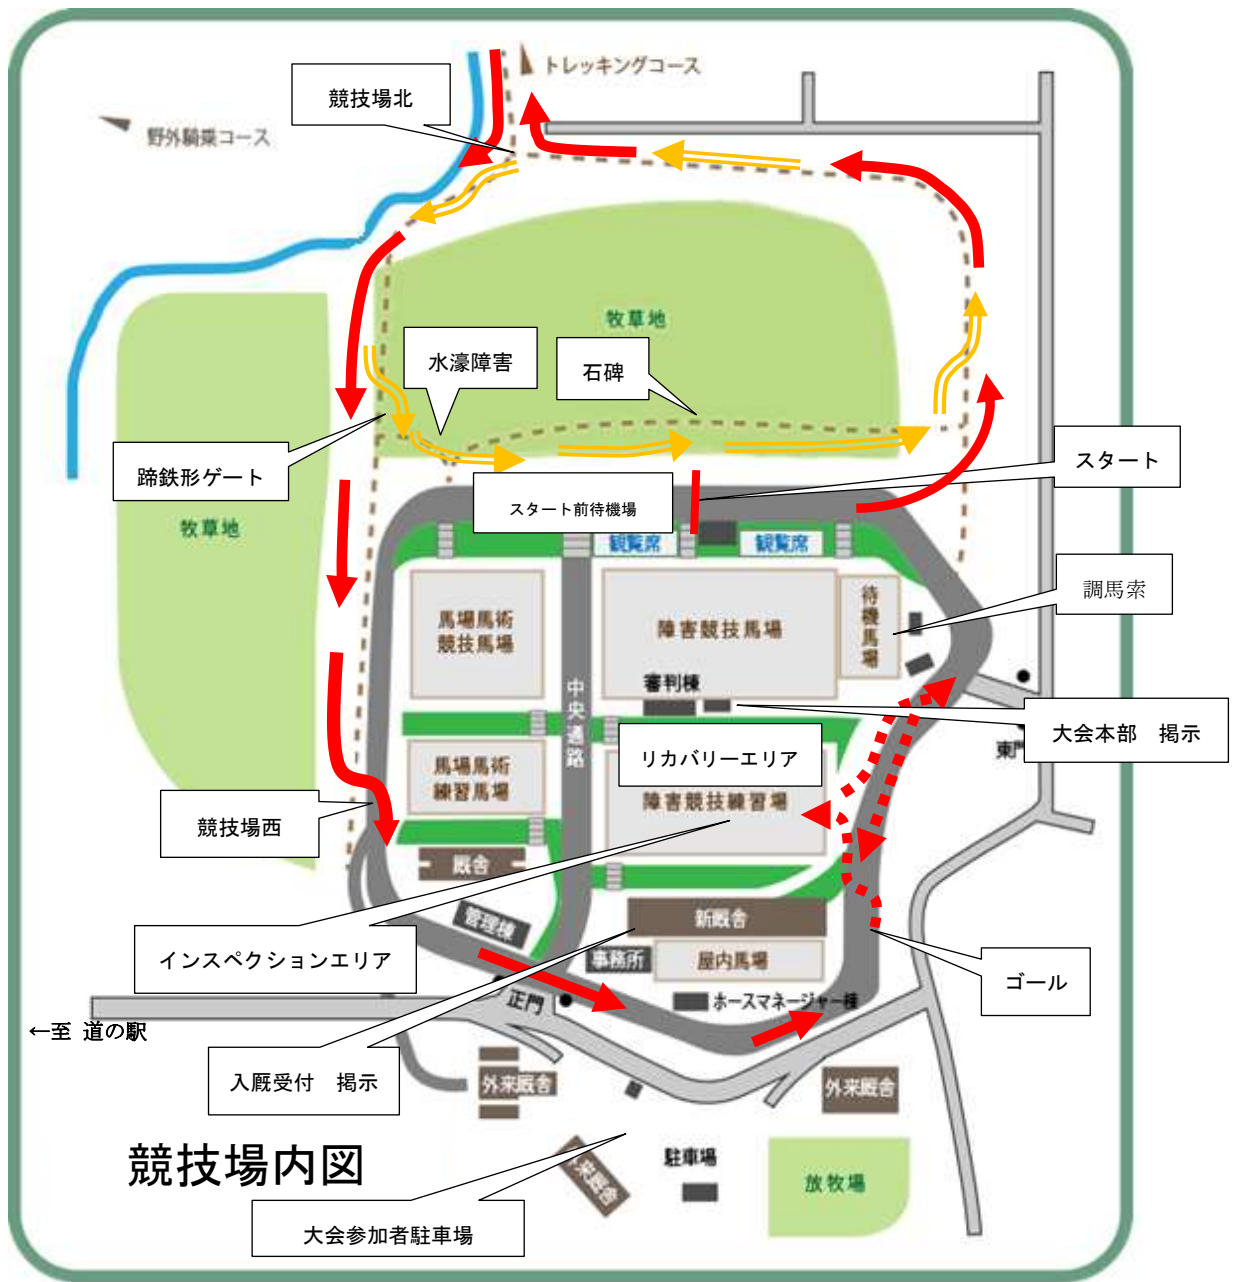 トレッキングコース
競技場北
野外騎乗コース
牧草地
水濠障害
石碑
スタート
蹄鉄形ゲート
スタート前待機場
牧草地
観覧席
観覧席
調馬索
馬場馬術
競技馬場
障害競技馬場
待機馬場
審判棟
中央通路
大会本部　掲示
東門
リカバリーエリア
馬場馬術
練習馬場
障害競技練習場
競技場西
厩舎
管理棟
新厩舎
インスペクションエリア
事務所
屋内馬場
ゴール
正門
ホースマネージャー棟
←至 道の駅
入厩受付　掲示
外来厩舎
外来厩舎
競技場内図
駐車場
来厩舎
放牧場
大会参加者駐車場